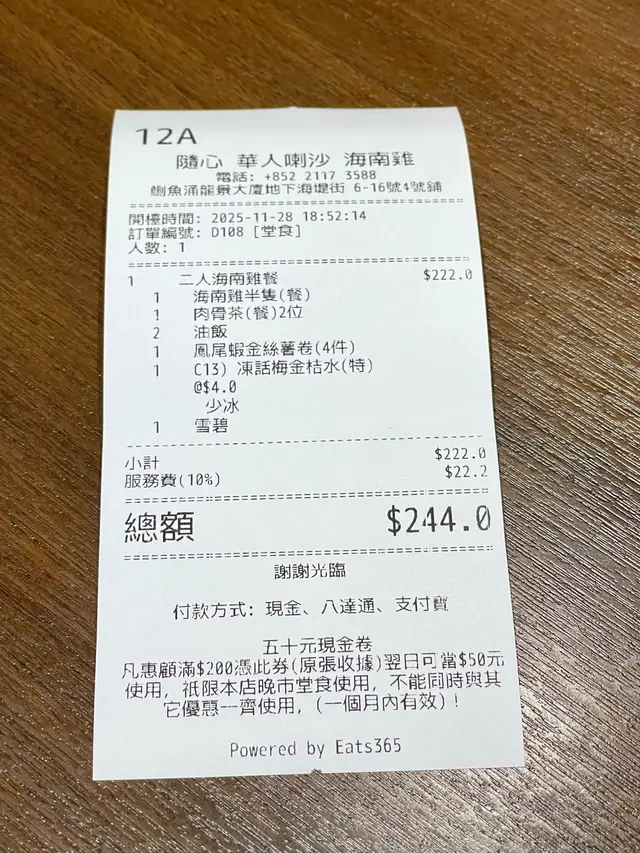 12A
隨心 華人喇沙 海南雞
電話: +852 2117 3588
鰂魚涌龍景大廈地下海堤街 6-16號4號鋪
開檯時間: 2025-11-28 18:52:14
訂單編號: D108 [堂食]
人數: 1
1 二人海南雞餐 $222.0
1 海南雞半隻(餐)
1 肉骨茶(餐)2位
2 油飯
1 鳳尾蝦金絲薯卷(4件)
1 C13) 凍話梅金桔水(特)
@$4.0
少冰
1 雪碧
小計 $222.0
服務費(10%) $22.2
總額 $244.0
謝謝光臨
付款方式: 現金、八達通、支付寶
五十元現金卷
凡惠顧滿$200憑此券(原張收據)翌日可當$50元
使用, 祇限本店晚市堂食使用, 不能同時與其
它優惠一齊使用, (一個月內有效) !
Powered by Eats365